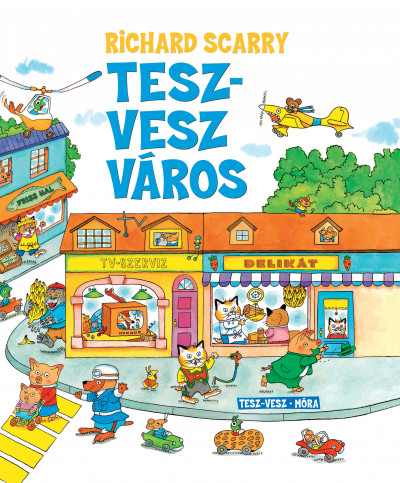 RICHARD SCARRY
TESZ-
VESZ
VÁROS
FRISS HAL
TV-SZERVIZ
DELIKÁT
TESZ-VESZ • MÓRA